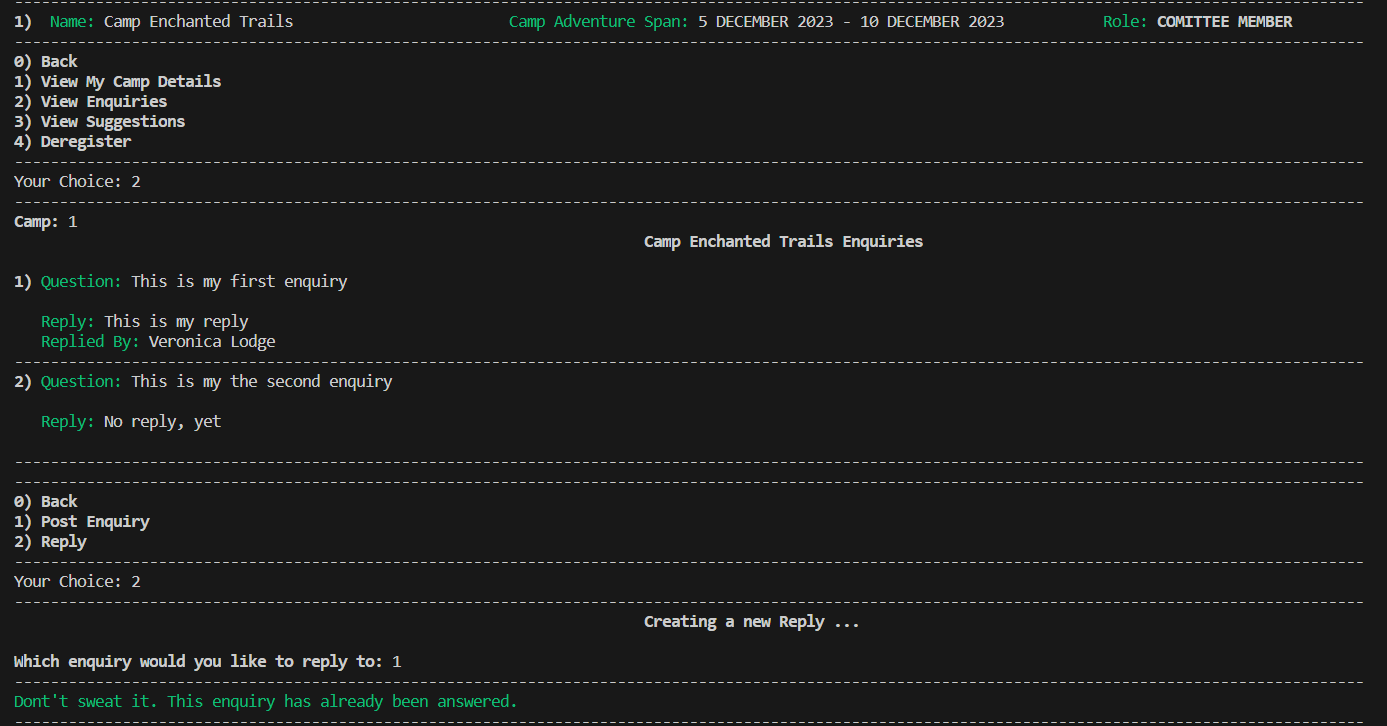 1) Name: Camp Enchanted Trails Camp Adventure Span: 5 DECEMBER 2023 - 10 DECEMBER 2023 Role: COMITTEE MEMBER
0) Back
1) View My Camp Details
2) View Enquiries
3) View Suggestions
4) Deregister
Your Choice: 2
Camp: 1
Camp Enchanted Trails Enquiries
1) Question: This is my first enquiry
Reply: This is my reply
Replied By: Veronica Lodge
2) Question: This is my the second enquiry
Reply: No reply, yet
0) Back
1) Post Enquiry
2) Reply
Your Choice: 2
Creating a new Reply ...
Which enquiry would you like to reply to: 1
Dont't sweat it. This enquiry has already been answered.